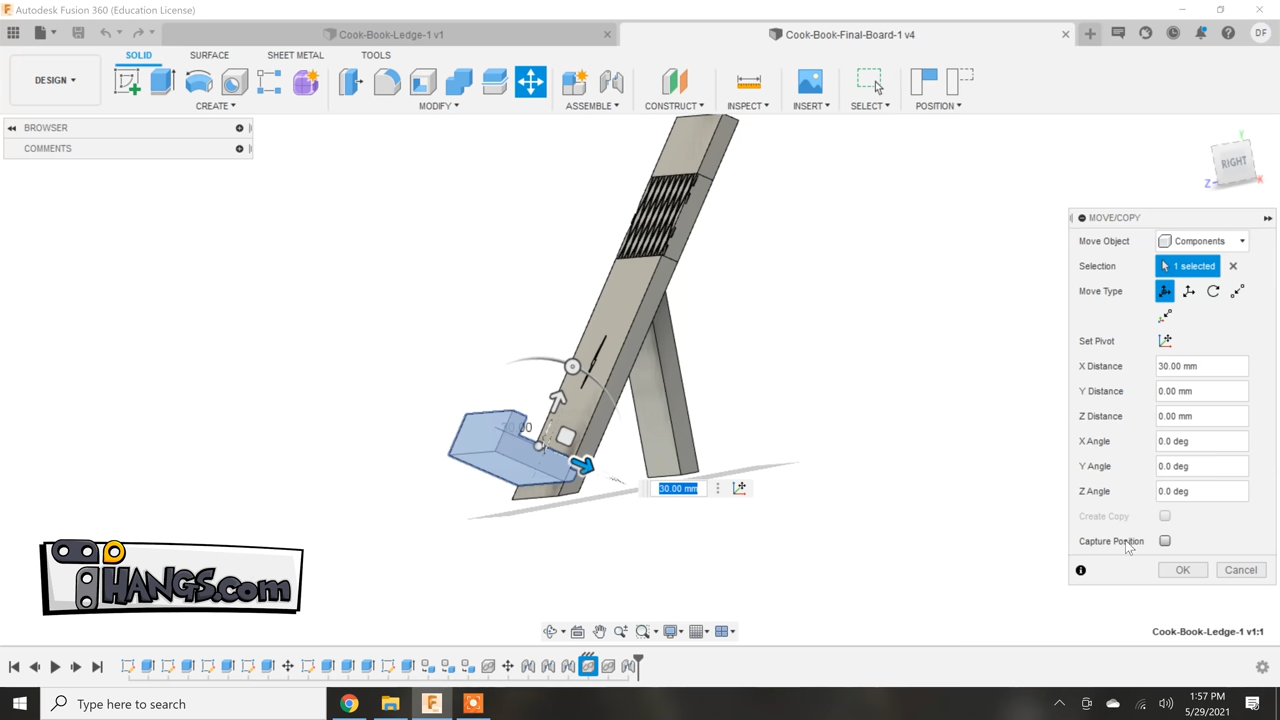 Autodesk Fusion 360 (Education License)
Cook-Book-Ledge-1 v1
Cook-Book-Final-Board-1 v4
DF
SOLID SURFACE SHEET METAL TOOLS
DESIGN
CREATE MODIFY ASSEMBLE CONSTRUCT INSPECT INSERT SELECT POSITION
BROWSER
COMMENTS
Y
RIGHT
Z
X
MOVE/COPY
Move Object Components
Selection 1 selected
Move Type
Set Pivot
X Distance 30.00 mm
Y Distance 0.00 mm
Z Distance 0.00 mm
X Angle 0.0 deg
Y Angle 0.0 deg
Z Angle 0.0 deg
Create Copy
Capture Position
OK Cancel
30.00
30.00 mm
HANGS.com
Cook-Book-Ledge-1 v1:1
Type here to search
1:57 PM
5/29/2021